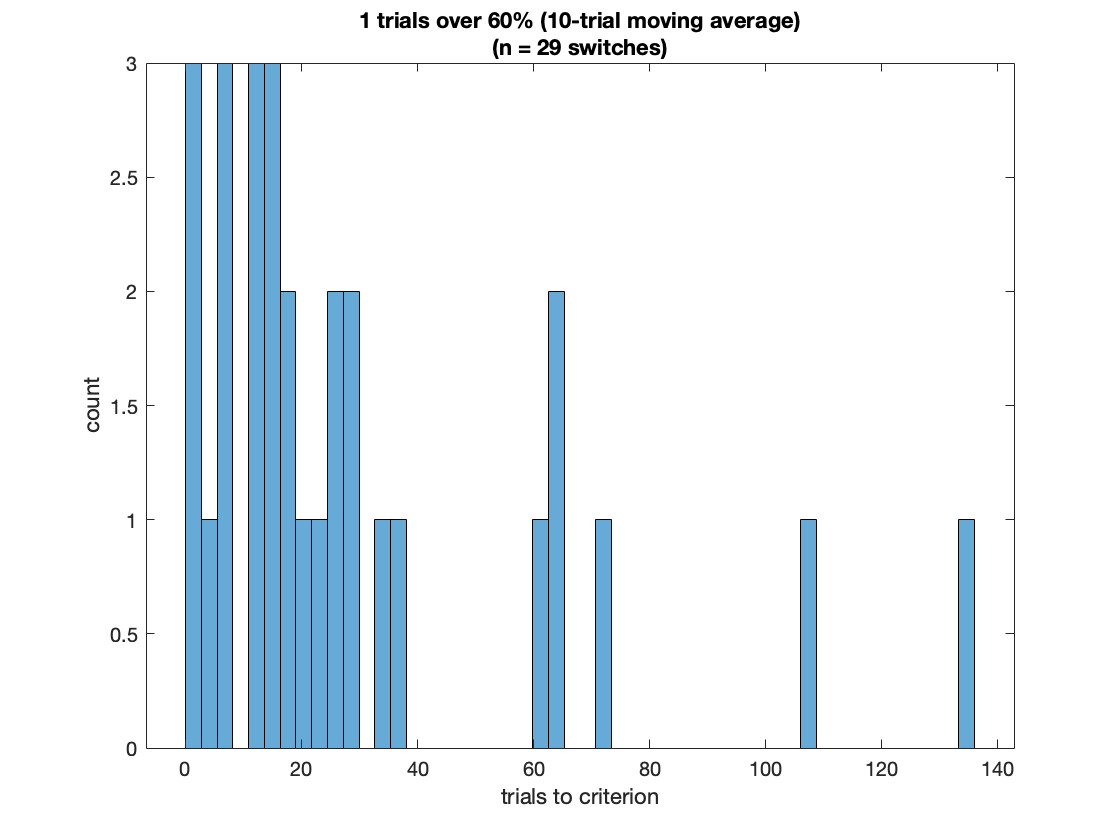 1 trials over 60% (10-trial moving average)
(n = 29 switches)
3
2.5
2
1.5
1
0.5
0
count
0 20 40 60 80 100 120 140
trials to criterion